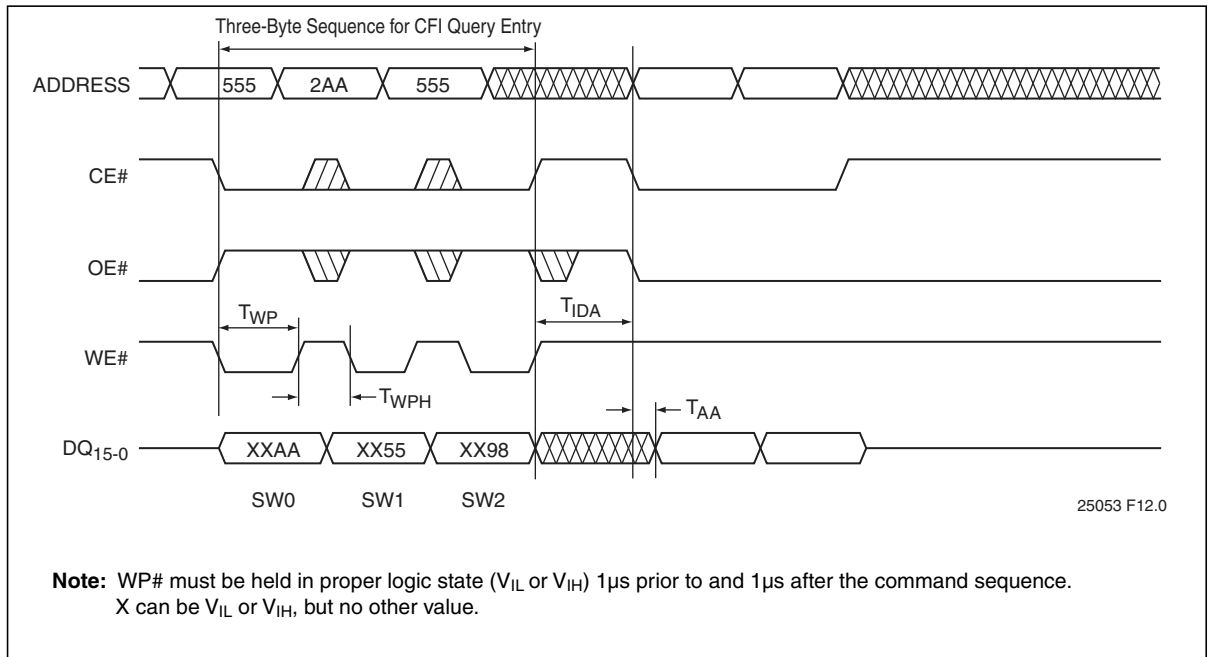 Three-Byte Sequence for CFI Query Entry
ADDRESS 555 2AA 555
CE#
OE#
TWP TIDA
WE#
TWPH TAA
DQ15-0 XXAA XX55 XX98
SW0 SW1 SW2
25053 F12.0
Note: WP# must be held in proper logic state (VIL or VIH) 1µs prior to and 1µs after the command sequence.
X can be VIL or VIH, but no other value.